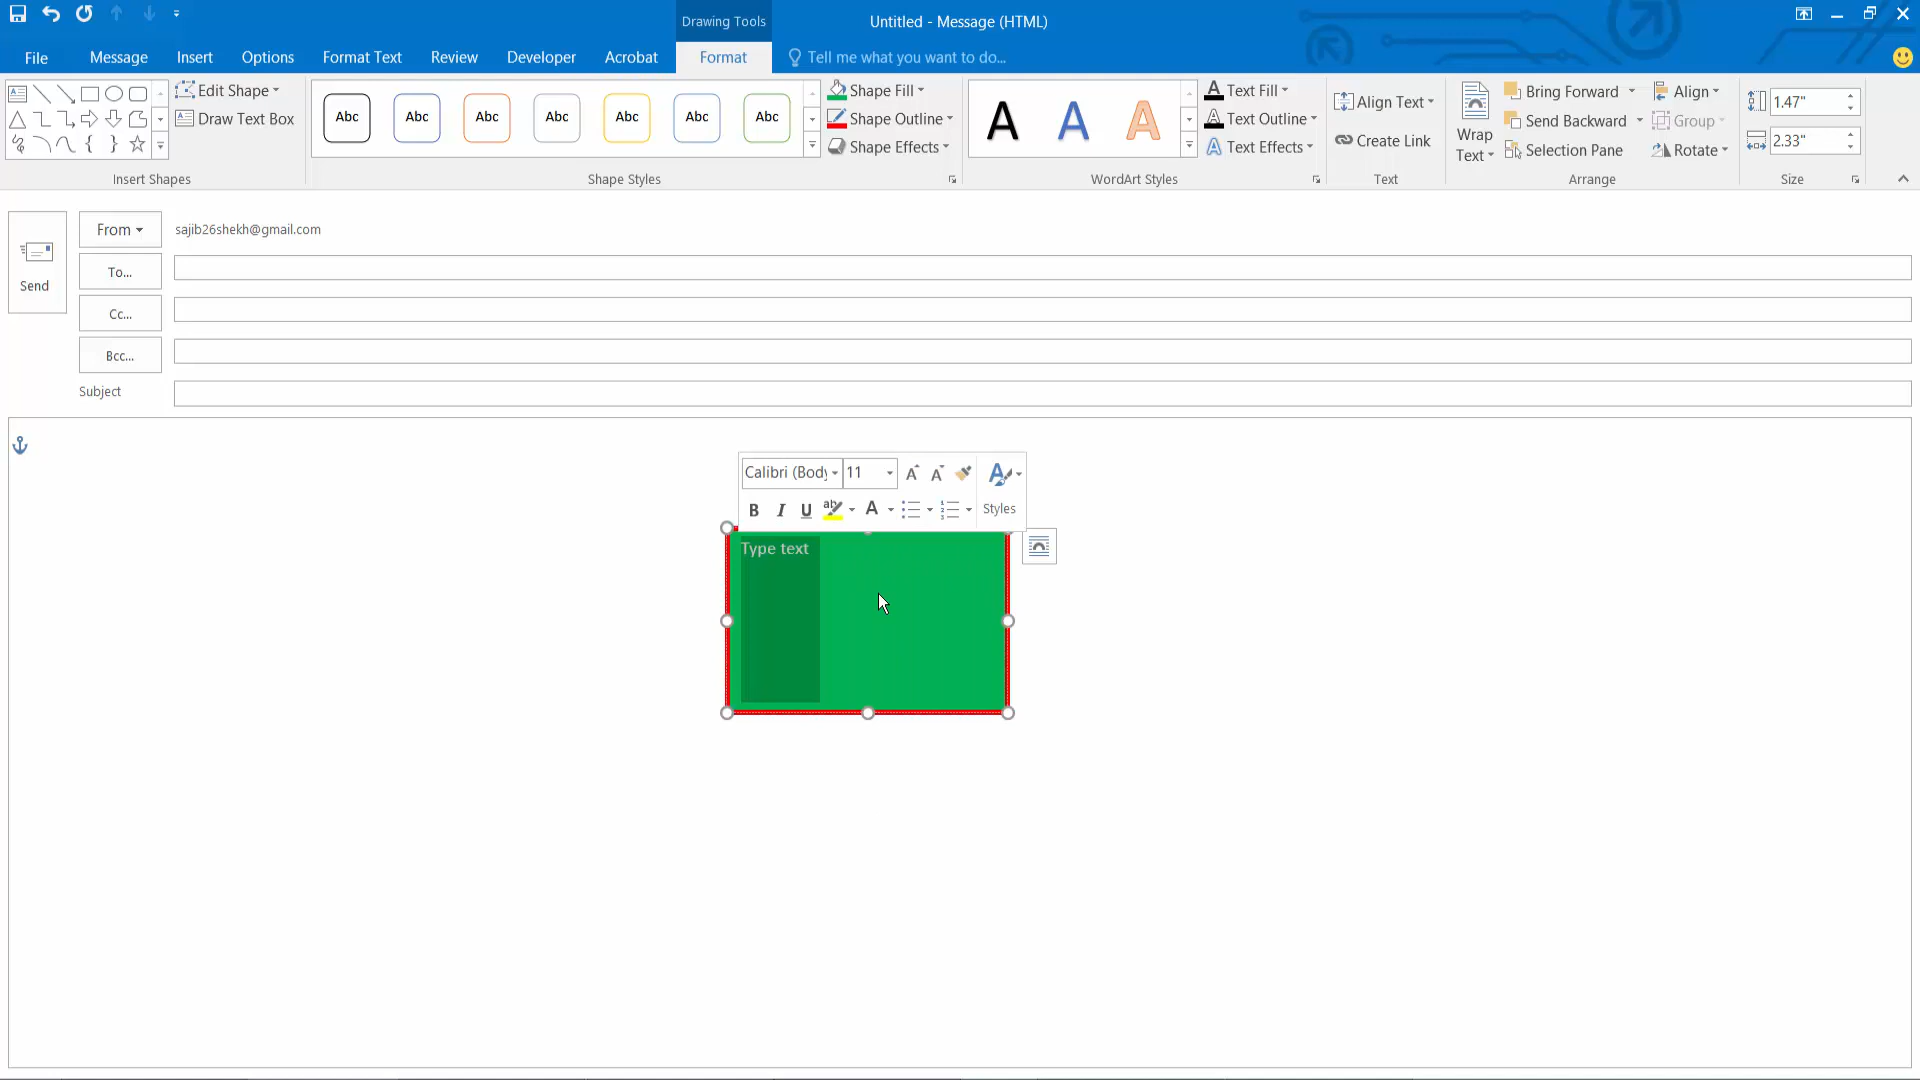 Drawing Tools
Untitled - Message (HTML)
File
Message
Insert
Options
Format Text
Review
Developer
Acrobat
Format
Tell me what you want to do...
Edit Shape
Draw Text Box
Insert Shapes
Abc
Abc
Abc
Abc
Abc
Abc
Abc
Shape Fill
Shape Outline
Shape Effects
Shape Styles
A
A
A
Text Fill
Text Outline
Text Effects
WordArt Styles
Align Text
Create Link
Text
Wrap
Text
Bring Forward
Send Backward
Selection Pane
Align
Group
Rotate
Arrange
1.47"
2.33"
Size
Send
From
sajib26shekh@gmail.com
To...
Cc...
Bcc...
Subject
Calibri (Body
11
Styles
B I U
Type text